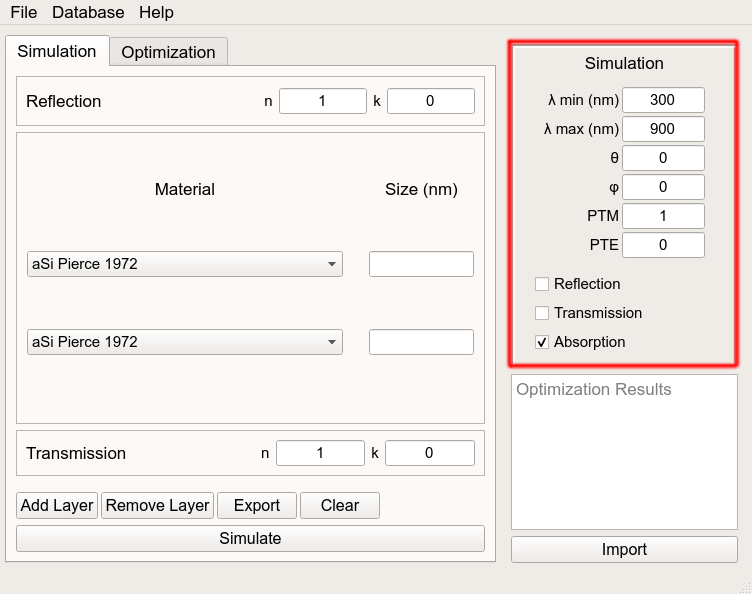 File Database Help
Simulation Optimization
Reflection n 1 k 0
Material Size (nm)
aSi Pierce 1972
aSi Pierce 1972
Transmission n 1 k 0
Add Layer Remove Layer Export Clear
Simulate
Simulation
λ min (nm) 300
λ max (nm) 900
θ 0
φ 0
PTM 1
PTE 0
Reflection
Transmission
Absorption
Optimization Results
Import